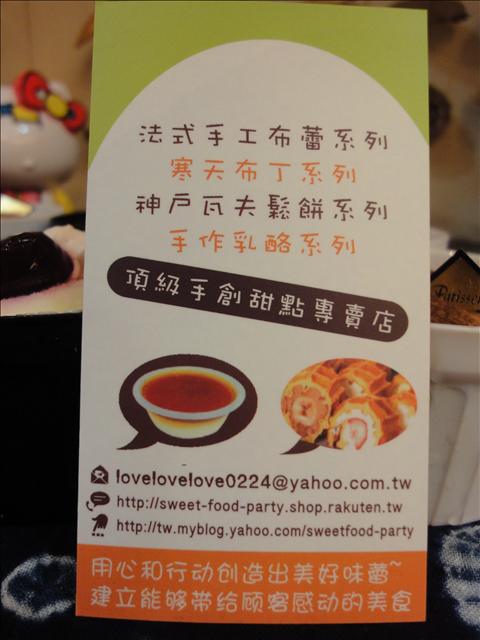 法式手工布蕾系列
寒天布丁系列
神戶瓦夫鬆餅系列
手作乳酪系列
頂級手創甜點專賣店
lovelovelove0224@yahoo.com.tw
http://sweet-food-party.shop.rakuten.tw
http://tw.myblog.yahoo.com/sweetfood-party
用心和行动创造出美好味蕾~
建立能够带给顾客感动的美食